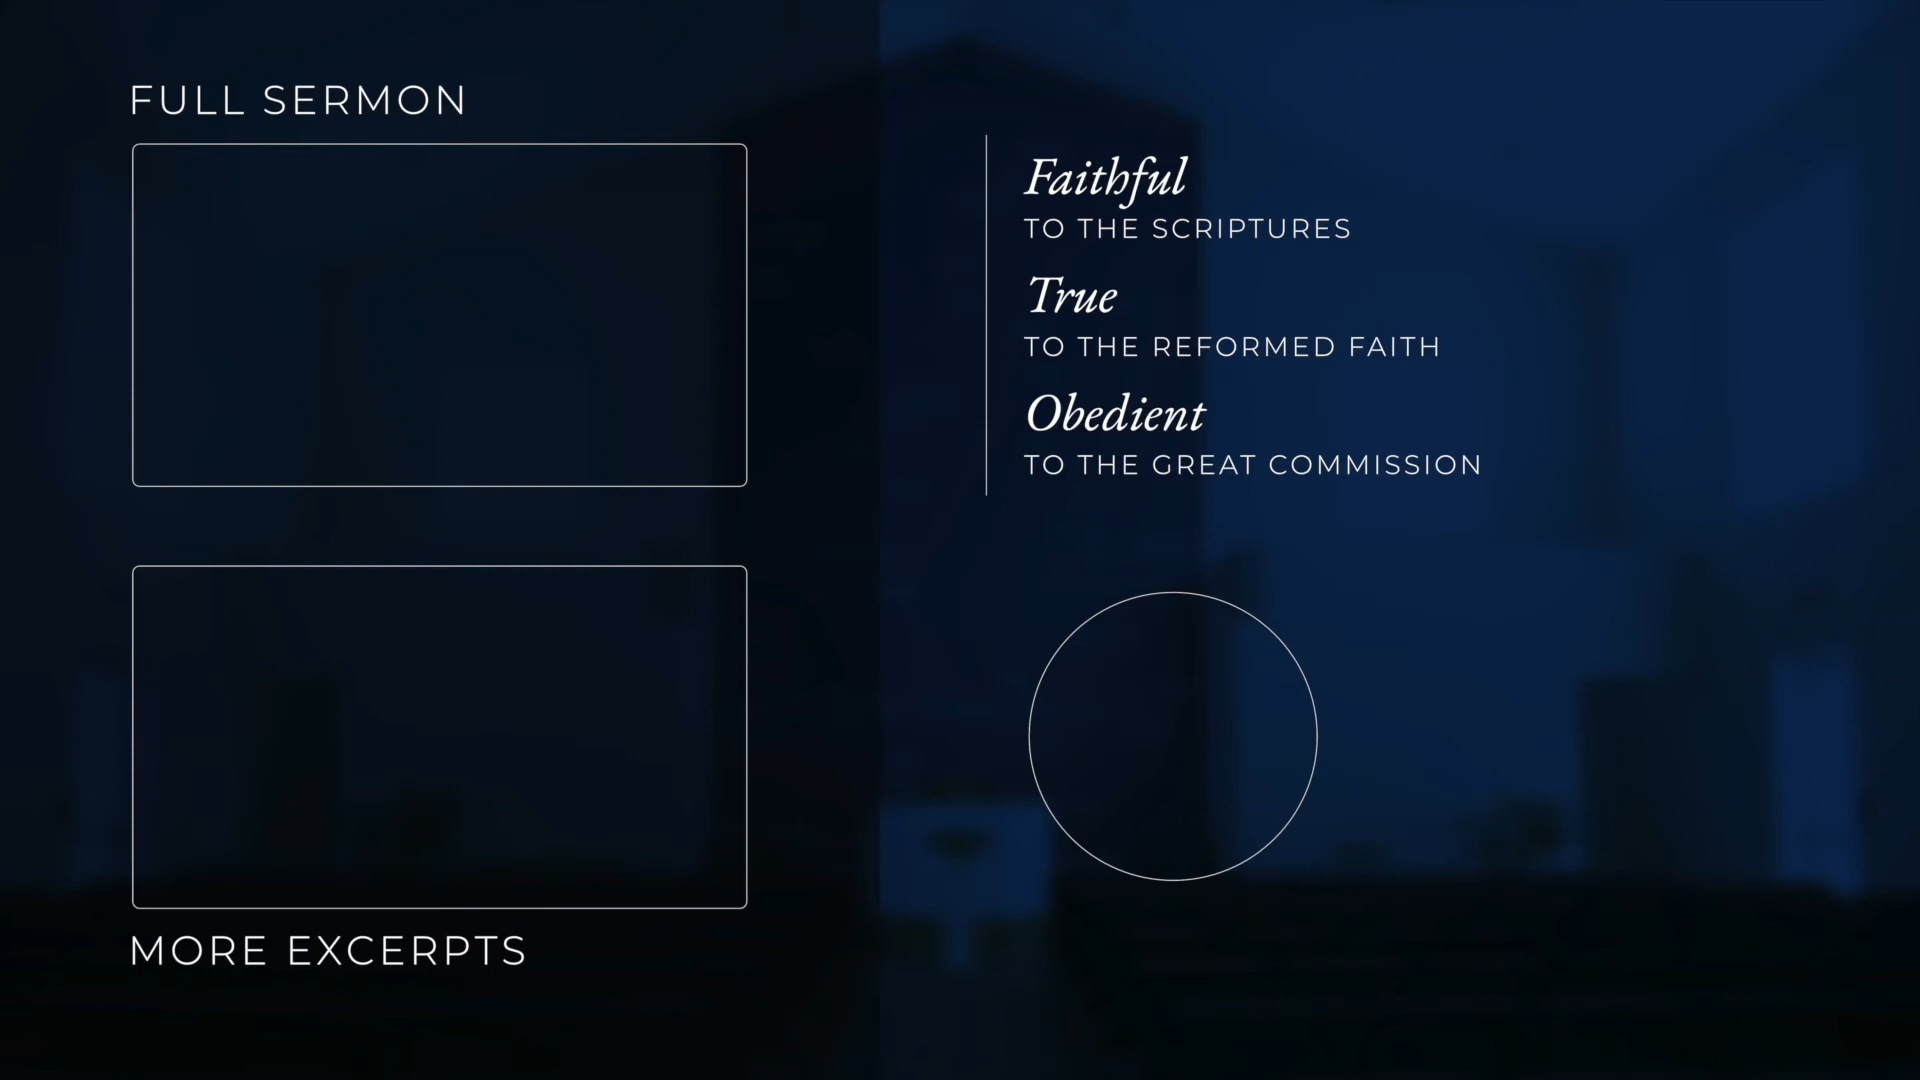 FULL SERMON
Faithful
TO THE SCRIPTURES
True
TO THE REFORMED FAITH
Obedient
TO THE GREAT COMMISSION
MORE EXCERPTS